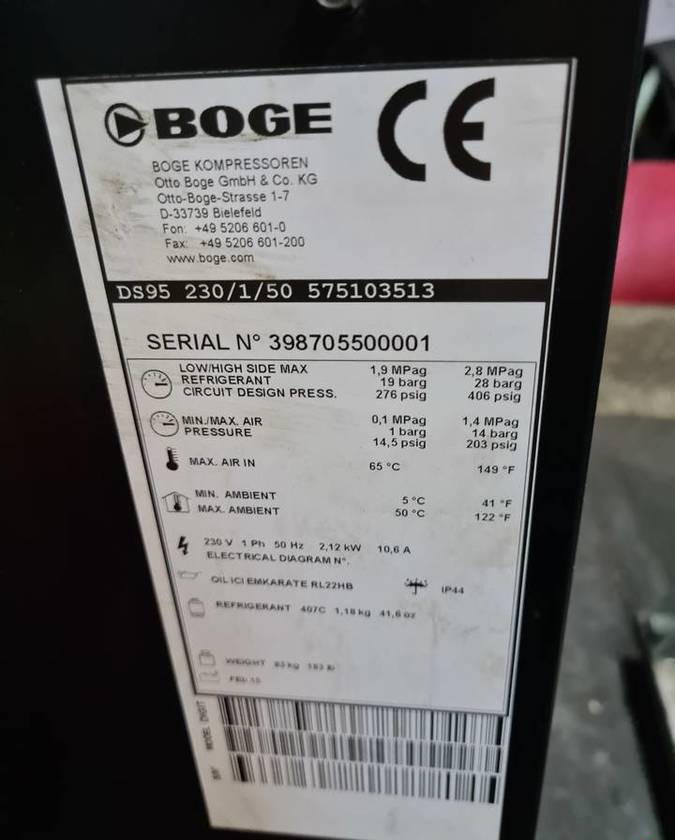 BOGE
CE
BOGE KOMPRESSOREN
Otto Boge GmbH & Co. KG
Otto-Boge-Strasse 1-7
D-33739 Bielefeld
Fon: +49 5206 601-0
Fax: +49 5206 601-200
www.boge.com
DS95 230/1/50 575103513
SERIAL N° 398705500001
LOW/HIGH SIDE MAX 1,9 MPag 2,8 MPag
REFRIGERANT 19 barg 28 barg
CIRCUIT DESIGN PRESS. 276 psig 406 psig
MIN./MAX. AIR 0,1 MPag 1,4 MPag
PRESSURE 1 barg 14 barg
14,5 psig 203 psig
MAX. AIR IN 65 °C 149 °F
MIN. AMBIENT 5 °C 41 °F
MAX. AMBIENT 50 °C 122 °F
230 V 1 Ph 50 Hz 2,12 kW 10,6 A
ELECTRICAL DIAGRAM N°.
OIL ICI EMKARATE RL22HB IP44
REFRIGERANT 407C 1,18 kg 41,6 oz
WEIGHT 83 kg 183 lb
MODEL